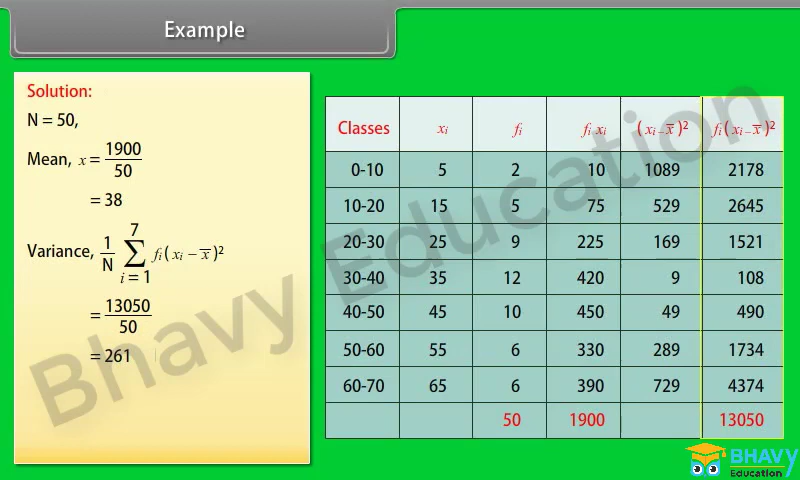 Example
Solution:
N = 50,
Mean, x = 1900/50
= 38
Variance, 1/N 7∑i = 1 fi ( xi – x̅ )²
= 13050/50
= 261
Classes xi fi fi xi ( xi – x̅ )² fi ( xi – x̅ )²
0-10 5 2 10 1089 2178
10-20 15 5 75 529 2645
20-30 25 9 225 169 1521
30-40 35 12 420 9 108
40-50 45 10 450 49 490
50-60 55 6 330 289 1734
60-70 65 6 390 729 4374
50 1900 13050
Bhavy Education
BHAVY
Education